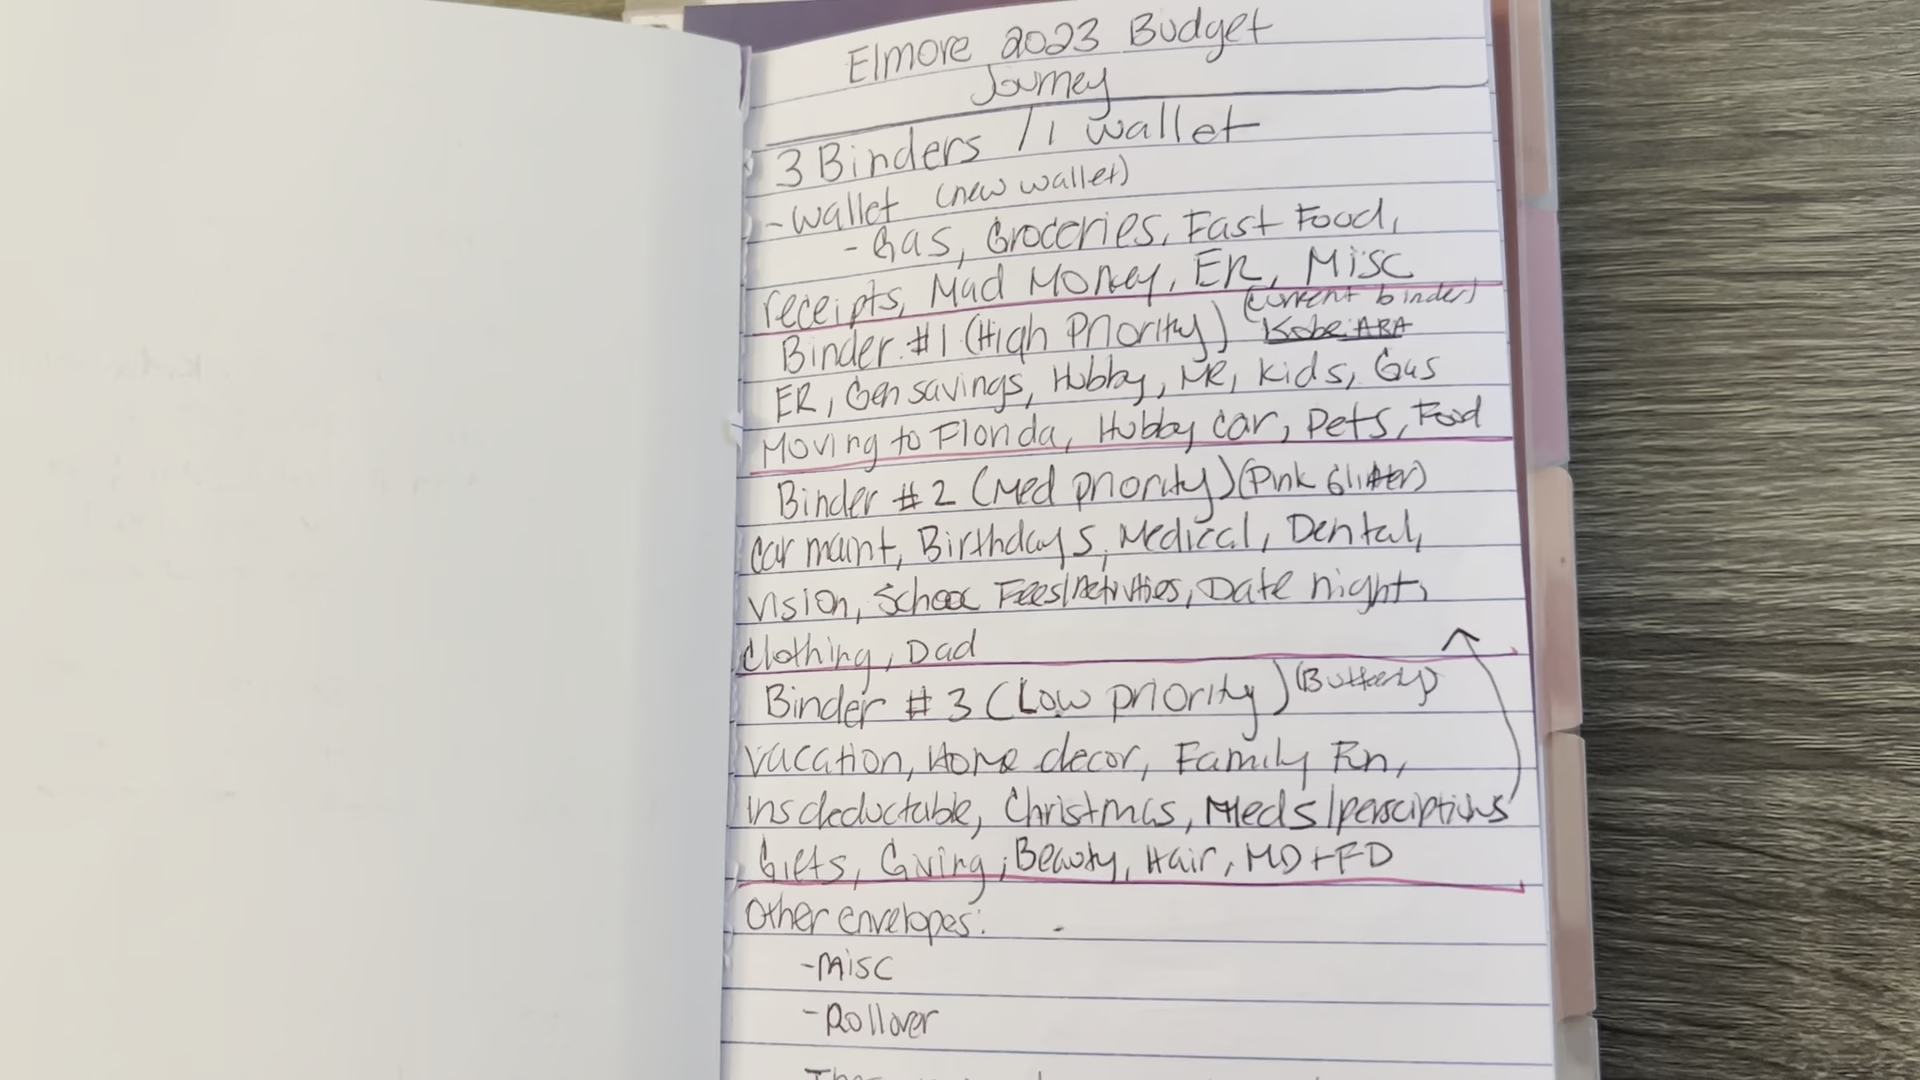 Elmore 2023 Budget
Journey
3 Binders / 1 wallet
- wallet (new wallet)
- Gas, Groceries, Fast Food,
receipts, Mad Money, ER, Misc
Binder #1 (High Priority) (current binder)
ER, Gen savings, Hubby, ME, kids, Gas
Moving to Florida, Hubby car, Pets, Food
Binder #2 (Med priority) (Pink Glitter)
car maint, Birthdays, Medical, Dental,
vision, School Fees/Activities, Date night,
clothing, Dad
Binder #3 (Low priority) (Butterfly)
vacation, Home decor, Family Fun,
ins deductable, Christmas, Meds/persciptions
Gifts, Giving, Beauty, Hair, MD+FD
Other envelopes:
-Misc
-Rollover